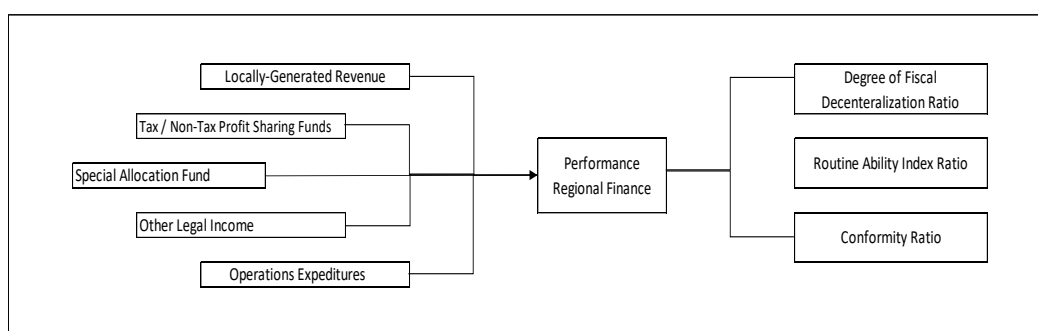 Locally-Generated Revenue
Tax / Non-Tax Profit Sharing Funds
Special Allocation Fund
Other Legal Income
Operations Expeditures
Performance
Regional Finance
Degree of Fiscal
Decenteralization Ratio
Routine Ability Index Ratio
Conformity Ratio